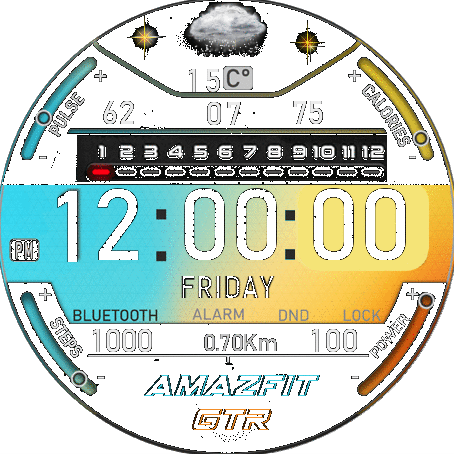 15 C°
PULSE
CALORIES
62 07 75
+ +
- -
1 2 3 4 5 6 7 8 9 10 11 12
PM 12:00:00
FRIDAY
BLUETOOTH ALARM DND LOCK
+ +
STEPS
POWER
1000 0.70Km 100
- -
AMAZFIT
GTR